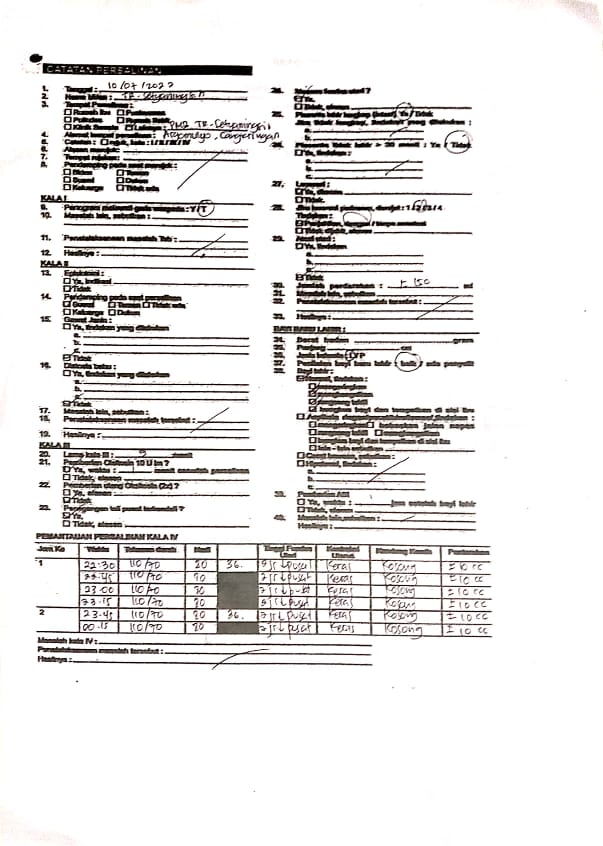 CATATAN PERSALINAN
1. Tanggal : 10/07/202?
2. Nama bidan : TR. Setyaningsih
3. Tempat Persalinan :
☐ Rumah Ibu ☐ Puskesmas
☐ Polindes ☐ Rumah Sakit
☐ Klinik Swasta ☐ Lainnya : PMB TR. Setyaningsih
4. Alamat tempat persalinan :
5. Catatan : ☐ rujuk, kala : I / II / III / IV
6. Alasan merujuk :
7. Tempat rujukan :
8. Pendamping pada saat merujuk :
☐ Bidan ☐ Teman
☐ Suami ☐ Dukun
☐ Keluarga ☐ Tidak ada
KALA I
9. Partogram melewati garis waspada : Y / T
10. Masalah lain, sebutkan :
11. Penatalaksanaan masalah Tsb :
12. Hasilnya :
KALA II
13. Episiotomi :
☐ Ya, indikasi
☐ Tidak
14. Pendamping pada saat persalinan
☐ Suami ☐ Teman ☐ Tidak ada
☐ Keluarga ☐ Dukun
15. Gawat Janin :
☐ Ya, tindakan yang dilakukan
a.
b.
c.
☑ Tidak
16. Distosia bahu :
☐ Ya, tindakan yang dilakukan
a.
b.
c.
☑ Tidak
17. Masalah lain, sebutkan :
18. Penatalaksanaan masalah tersebut :
19. Hasilnya :
KALA III
20. Lama kala III : 5 menit
21. Pemberian Oksitosin 10 U im ?
☐ Ya, waktu : 1 menit sesudah persalinan
☐ Tidak, alasan
22. Pemberian ulang Oksitosin (2x) ?
☐ Ya, alasan
☑ Tidak
23. Penegangan tali pusat terkendali ?
☑ Ya,
☐ Tidak, alasan
24. Masase fundus uteri ?
☑ Ya.
☐ Tidak, alasan
25. Plasenta lahir lengkap (intact) Ya / Tidak
Jika tidak lengkap, tindakan yang dilakukan :
a.
b.
26. Plasenta Tidak lahir > 30 menit : Ya / Tidak
☐ Ya, tindakan :
a.
b.
c.
27. Laserasi :
☑ Ya, dimana
☐ Tidak.
28. Jika laserasi perineum, derajat : 1 / 2 / 3 / 4
Tindakan :
☑ Penjahitan, dengan / tanpa anestesi
☐ Tidak dijahit, alasan
29. Atoni uteri :
☐ Ya, tindakan
a.
b.
c.
☑ Tidak
30. Jumlah perdarahan : ± 150 ml
31. Masalah lain, sebutkan
32. Penatalaksanaan masalah tersebut :
33. Hasilnya :
BAYI BARU LAHIR :
34. Berat badan gram
35. Panjang cm
36. Jenis kelamin : L / P
37. Penilaian bayi baru lahir : baik / ada penyulit
38. Bayi lahir :
☑ Normal, tindakan :
☑ mengeringkan
☑ menghangatkan
☑ rangsang taktil
☑ bungkus bayi dan tempatkan di sisi ibu
☐ mengeringkan ☐ bebaskan jalan napas
☐ rangsang taktil ☐ menghangatkan
☐ bungkus bayi dan tempatkan di sisi ibu
☐ lain - lain sebutkan
☐ Cacat bawaan, sebutkan :
☐ Hipotermi, tindakan :
a.
b.
c.
39. Pemberian ASI
☐ Ya, waktu : jam setelah bayi lahir
☐ Tidak, alasan
40. Masalah lain,sebutkan :
Hasilnya :
PEMANTAUAN PERSALINAN KALA IV
Jam Ke Waktu Tekanan darah Nadi Tinggi Fundus Uteri Kontraksi Uterus Kandung Kemih Perdarahan
1 22:30 110/70 80 36. 2 jr ↓ pusat Keras Kosong ± 10 cc
22:45 110/70 80 2 jr ↓ pusat Keras Kosong ± 10 cc
23:00 110/70 80 2 jr ↓ pusat Keras Kosong ± 10 cc
23:15 110/70 80 2 jr ↓ pusat Keras Kosong ± 10 cc
2 23:45 110/70 80 36. 2 jr ↓ pusat Keras Kosong ± 10 cc
00:15 110/70 80 2 jr ↓ pusat Keras Kosong ± 10 cc
Masalah kala IV :
Penatalaksanaan masalah tersebut :
Hasilnya :